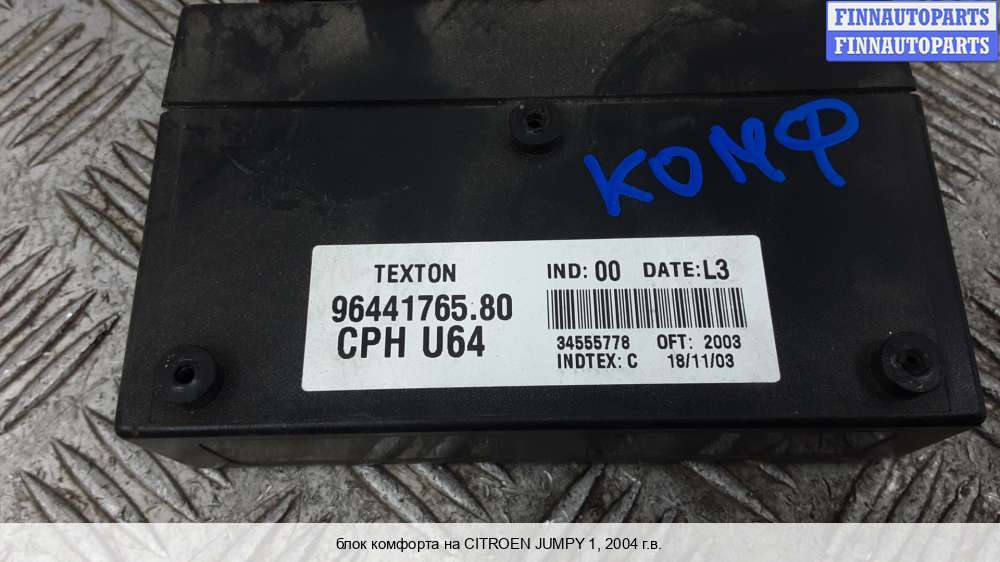 FINNAUTOPARTS
FINNAUTOPARTS
КОМФ
TEXTON
IND: 00 DATE: L3
96441765.80
CPH U64
34555778 OFT: 2003
INDTEX: C 18/11/03
блок комфорта на CITROEN JUMPY 1, 2004 г.в.